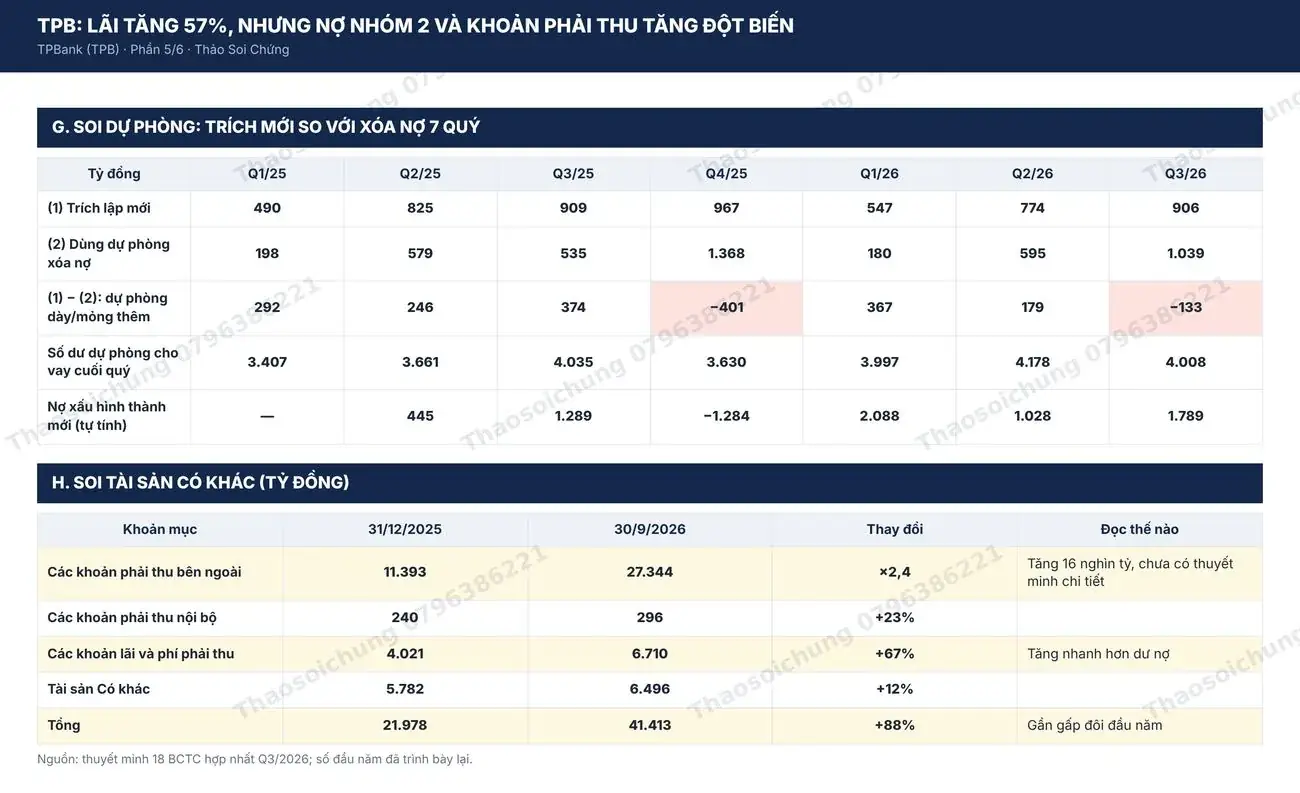 TPB: LÃI TĂNG 57%, NHƯNG NỢ NHÓM 2 VÀ KHOẢN PHẢI THU TĂNG ĐỘT BIẾN
TPBank (TPB) · Phần 5/6 · Thảo Soi Chứng
G. SOI DỰ PHÒNG: TRÍCH MỚI SO VỚI XÓA NỢ 7 QUÝ
Tỷ đồng Q1/25 Q2/25 Q3/25 Q4/25 Q1/26 Q2/26 Q3/26
(1) Trích lập mới 490 825 909 967 547 774 906
(2) Dùng dự phòng
xóa nợ 198 579 535 1.368 180 595 1.039
(1) − (2): dự phòng
dày/mỏng thêm 292 246 374 −401 367 179 −133
Số dư dự phòng cho
vay cuối quý 3.407 3.661 4.035 3.630 3.997 4.178 4.008
Nợ xấu hình thành
mới (tự tính) — 445 1.289 −1.284 2.088 1.028 1.789
H. SOI TÀI SẢN CÓ KHÁC (TỶ ĐỒNG)
Khoản mục 31/12/2025 30/9/2026 Thay đổi Đọc thế nào
Các khoản phải thu bên ngoài 11.393 27.344 ×2,4 Tăng 16 nghìn tỷ, chưa có thuyết
minh chi tiết
Các khoản phải thu nội bộ 240 296 +23%
Các khoản lãi và phí phải thu 4.021 6.710 +67% Tăng nhanh hơn dư nợ
Tài sản Có khác 5.782 6.496 +12%
Tổng 21.978 41.413 +88% Gần gấp đôi đầu năm
Nguồn: thuyết minh 18 BCTC hợp nhất Q3/2026; số đầu năm đã trình bày lại.
Thaosoichung 0796386221